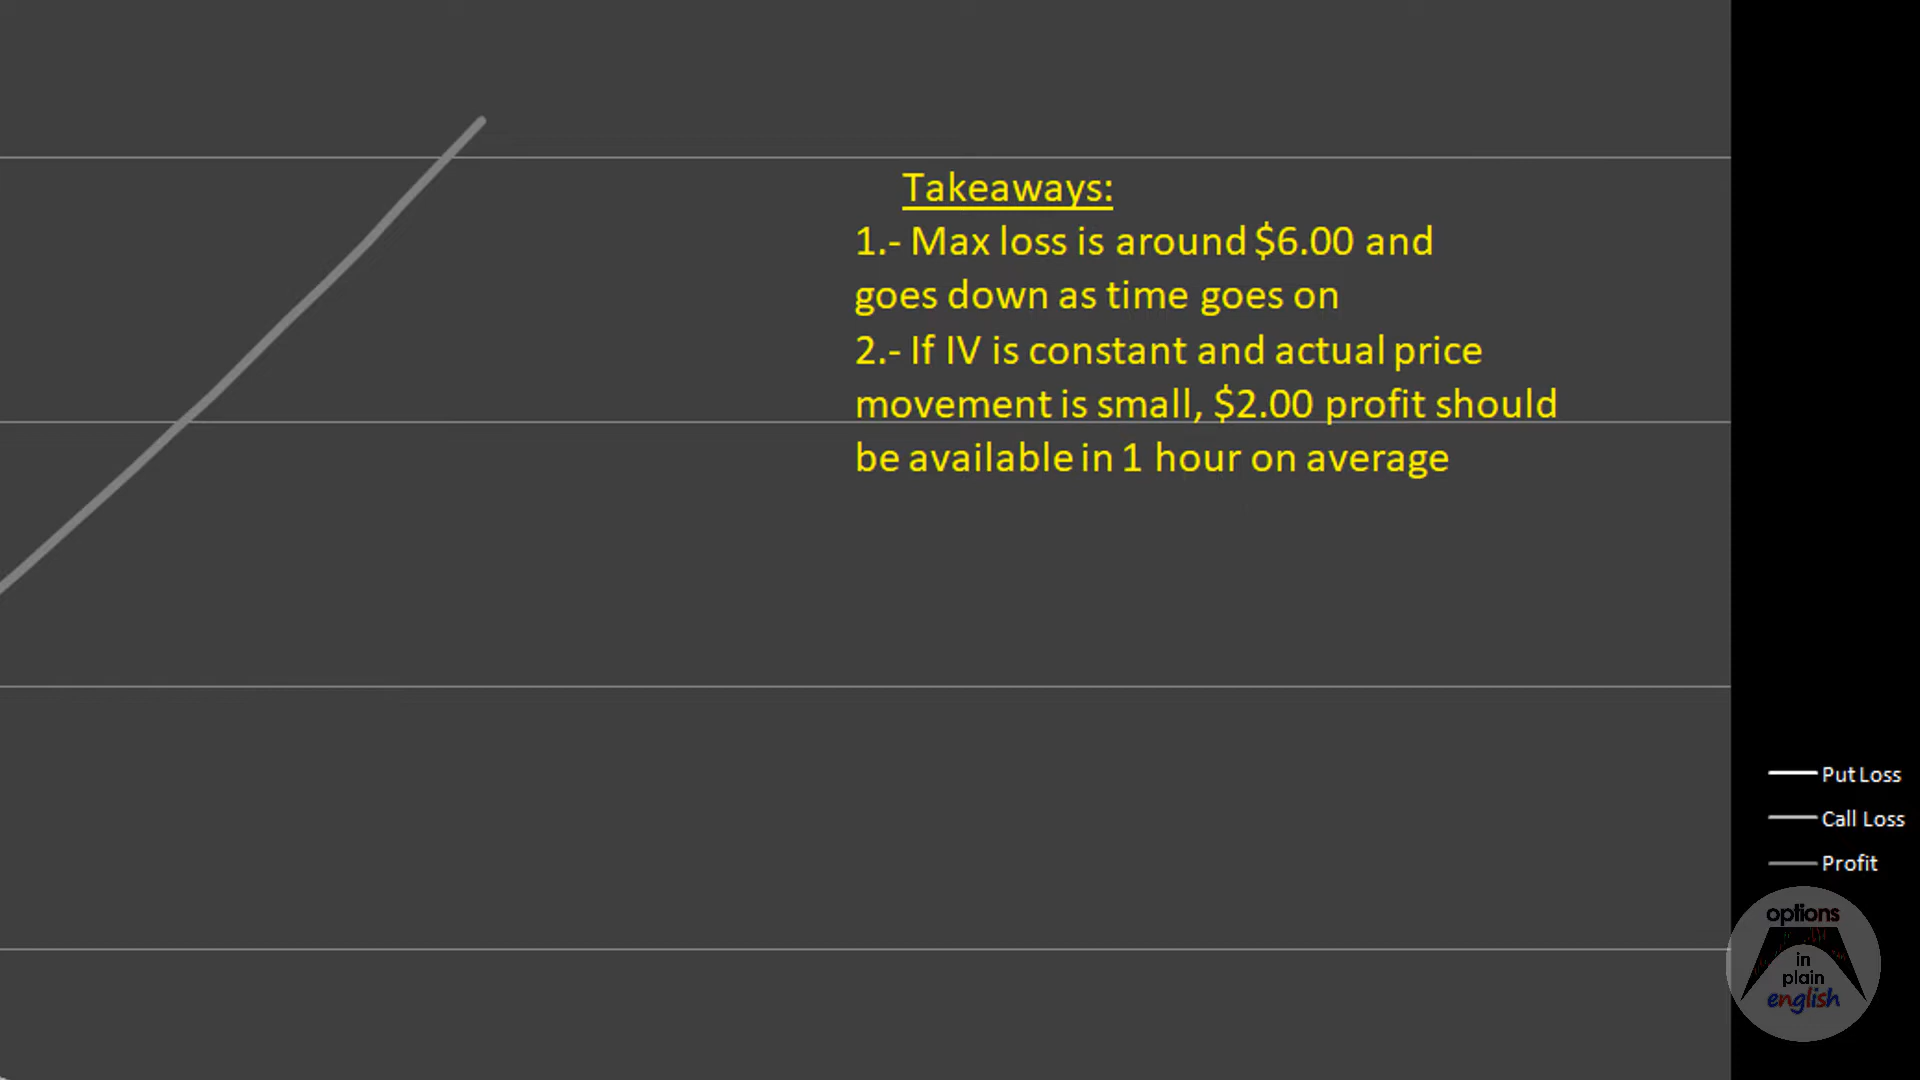 Takeaways:
1.- Max loss is around $6.00 and
goes down as time goes on
2.- If IV is constant and actual price
movement is small, $2.00 profit should
be available in 1 hour on average
Put Loss
Call Loss
Profit
options
in
plain
english